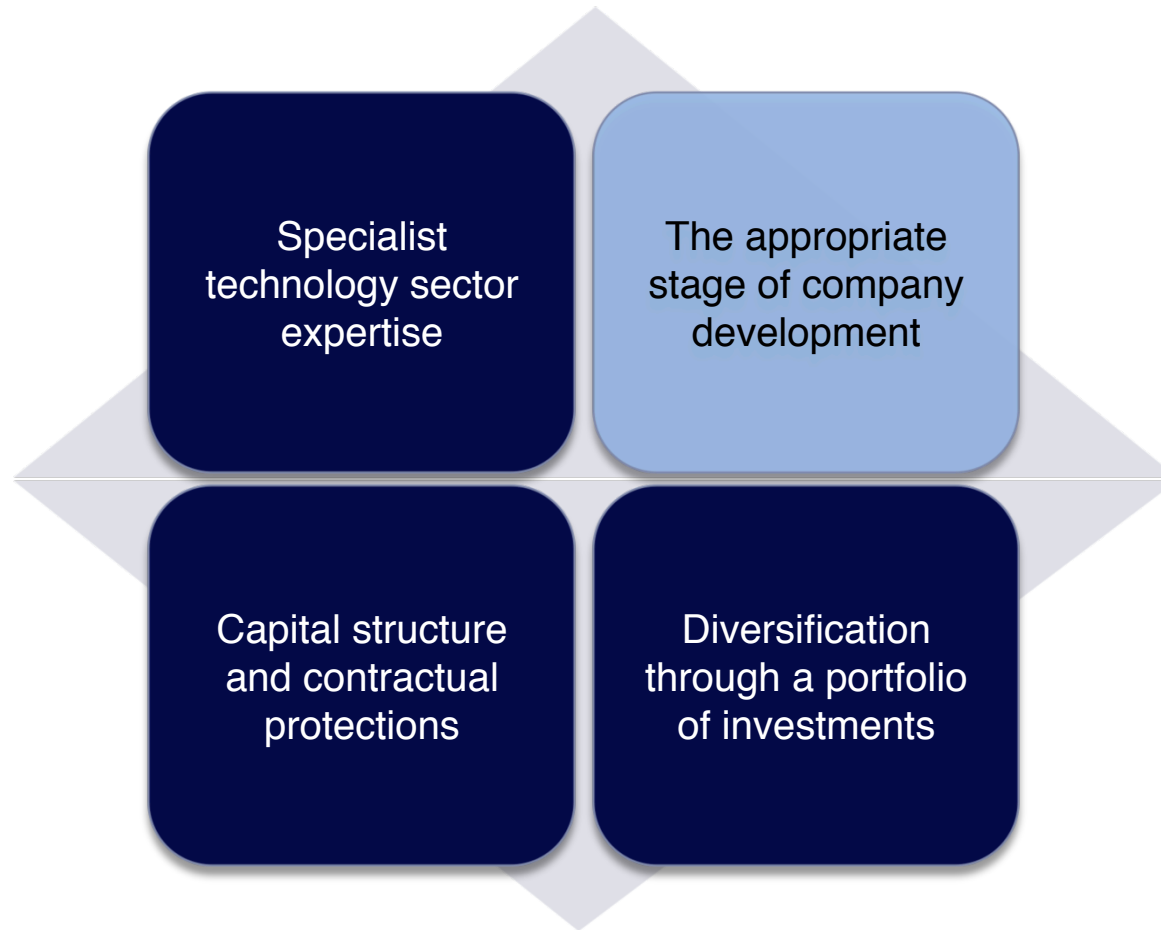 Specialist
technology sector
expertise
The appropriate
stage of company
development
Capital structure
and contractual
protections
Diversification
through a portfolio
of investments